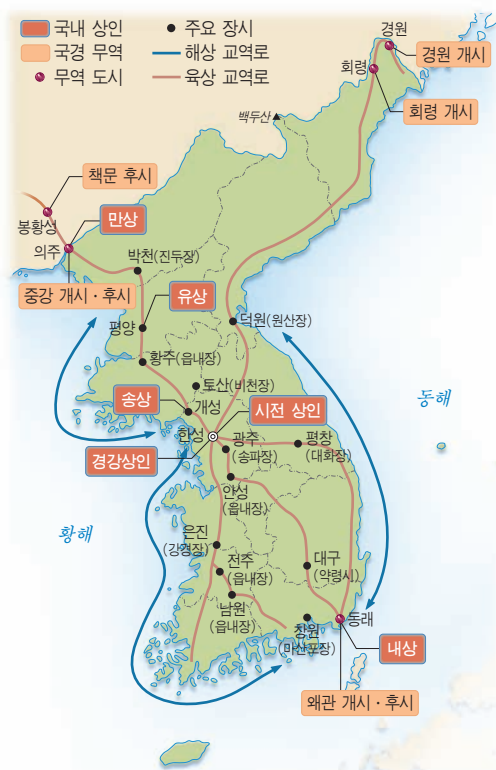 국내 상인
주요 장시
국경 무역
해상 교역로
무역 도시
육상 교역로
경원
경원 개시
회령
회령 개시
백두산
책문 후시
봉황성
만상
의주
박천(진두장)
중강 개시·후시
유상
덕원(원산장)
평양
황주(읍내장)
토산(비천장)
송상
개성
시전 상인
동해
한성
광주
(송파장)
평창
(대화장)
경강상인
안성
(읍내장)
황해
은진
(강경장)
전주
(읍내장)
대구
(약령시)
남원
(읍내장)
창원
(마산포장)
동래
내상
왜관 개시·후시